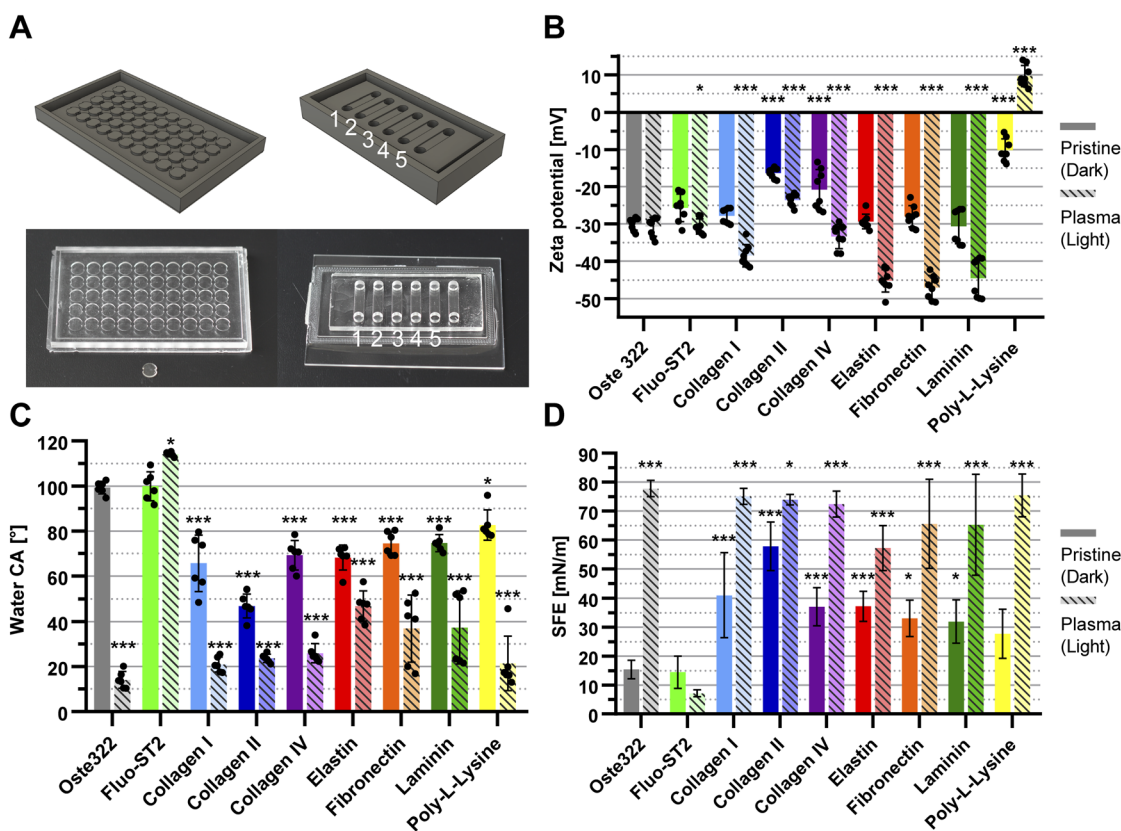 A
1
2
3
4
5
1 2 3 4 5
B
Zeta potential [mV]
10
0
-10
-20
-30
-40
-50
*
***
***
***
***
***
***
***
***
***
***
***
Oste 322
Fluo-ST2
Collagen I
Collagen II
Collagen IV
Elastin
Fibronectin
Laminin
Poly-L-Lysine
Pristine
(Dark)
Plasma
(Light)
C
Water CA [°]
120
100
80
60
40
20
0
***
*
***
***
***
***
***
***
***
***
***
***
***
***
*
***
Oste322
Fluo-ST2
Collagen I
Collagen II
Collagen IV
Elastin
Fibronectin
Laminin
Poly-L-Lysine
D
SFE [mN/m]
90
80
70
60
50
40
30
20
10
0
***
***
***
***
*
***
***
***
***
*
***
*
***
***
Oste322
Fluo-ST2
Collagen I
Collagen II
Collagen IV
Elastin
Fibronectin
Laminin
Poly-L-Lysine
Pristine
(Dark)
Plasma
(Light)